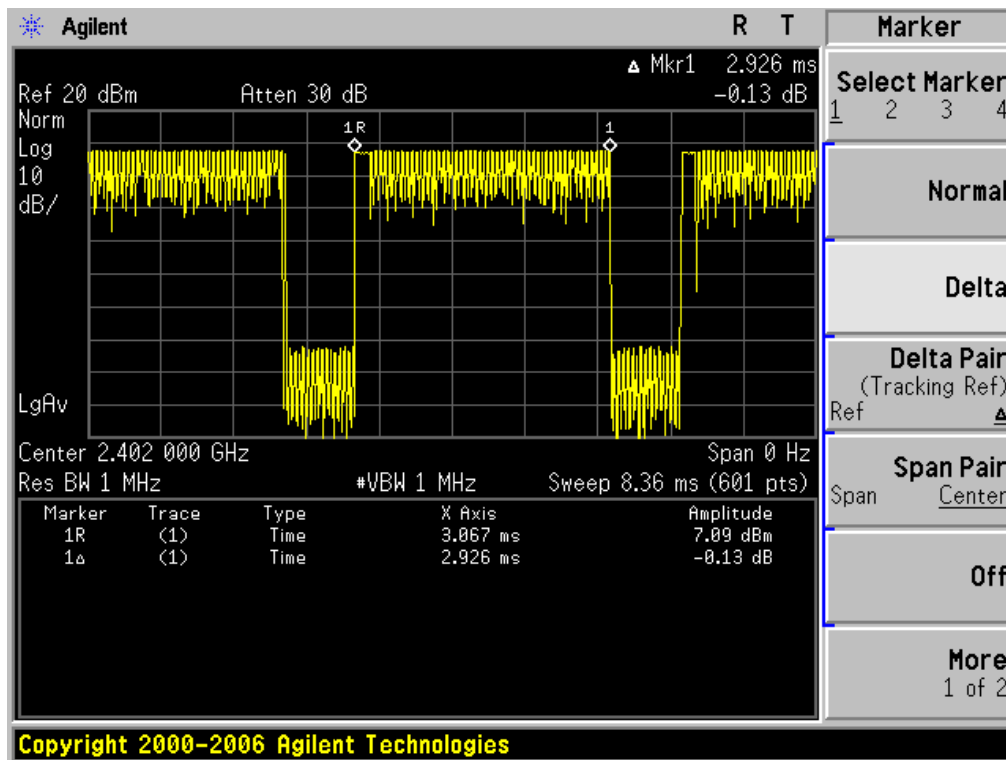 Agilent R T Marker
Δ Mkr1 2.926 ms
Ref 20 dBm Atten 30 dB -0.13 dB
Norm
Log
10
dB/
1R 1
LgAv
Center 2.402 000 GHz Span 0 Hz
Res BW 1 MHz #VBW 1 MHz Sweep 8.36 ms (601 pts)
Marker Trace Type X Axis Amplitude
1R (1) Time 3.067 ms 7.09 dBm
1Δ (1) Time 2.926 ms -0.13 dB
Select Marker
1 2 3 4
Normal
Delta
Delta Pair
(Tracking Ref)
Ref Δ
Span Pair
Span Center
Off
More
1 of 2
Copyright 2000-2006 Agilent Technologies